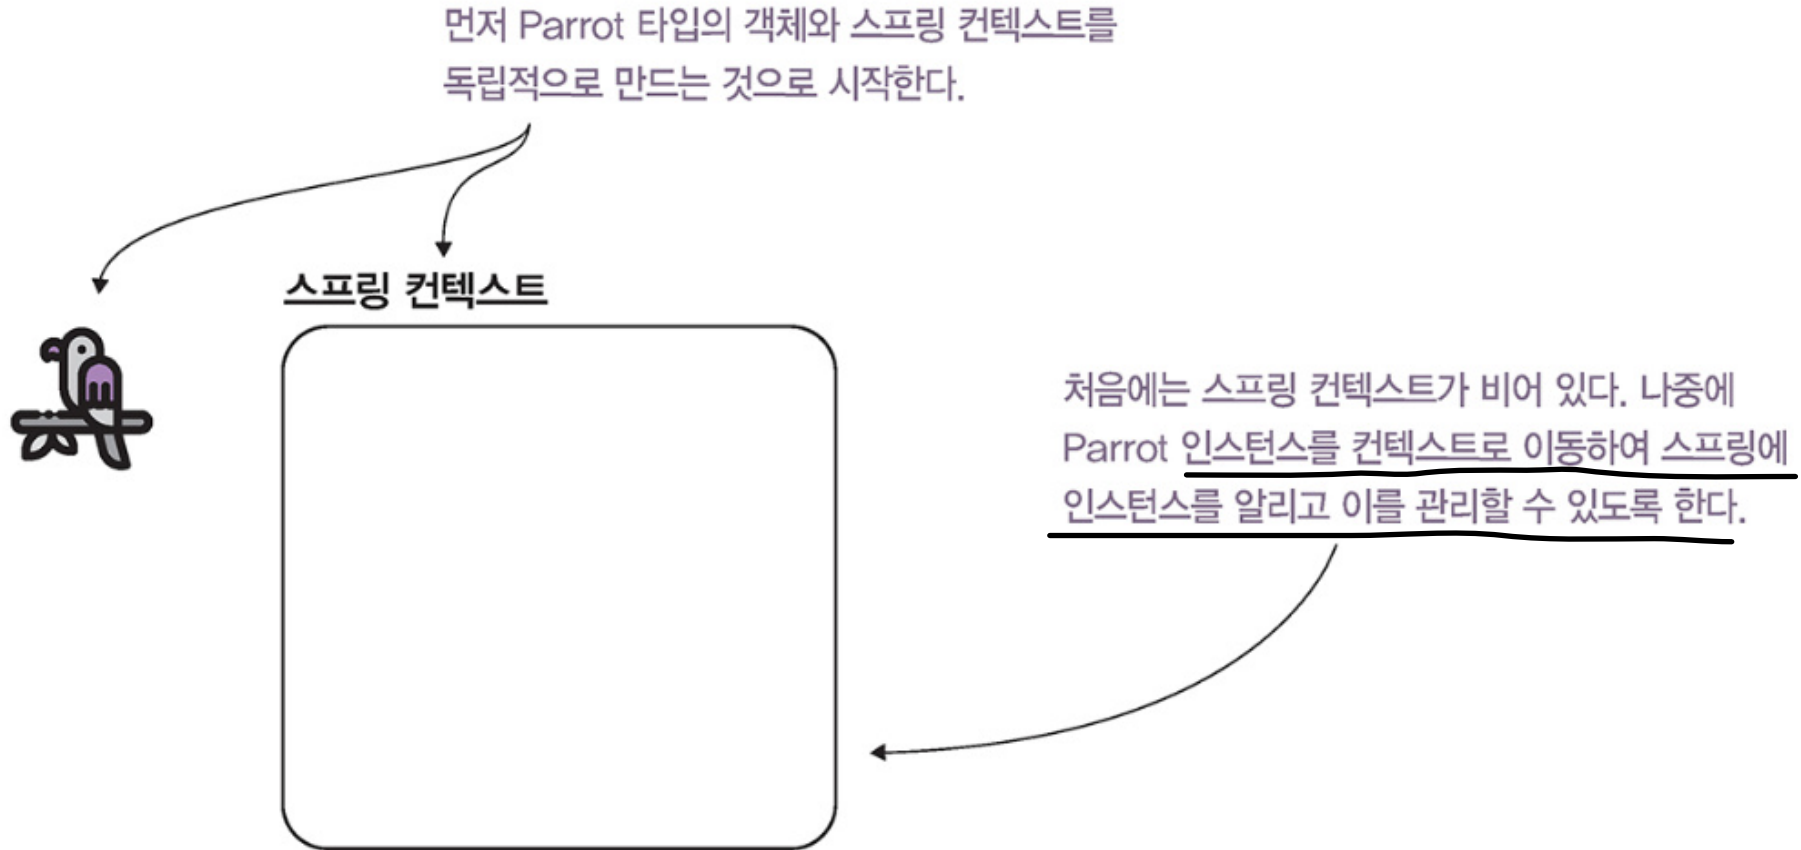 먼저 Parrot 타입의 객체와 스프링 컨텍스트를
독립적으로 만드는 것으로 시작한다.
스프링 컨텍스트
처음에는 스프링 컨텍스트가 비어 있다. 나중에
Parrot 인스턴스를 컨텍스트로 이동하여 스프링에
인스턴스를 알리고 이를 관리할 수 있도록 한다.